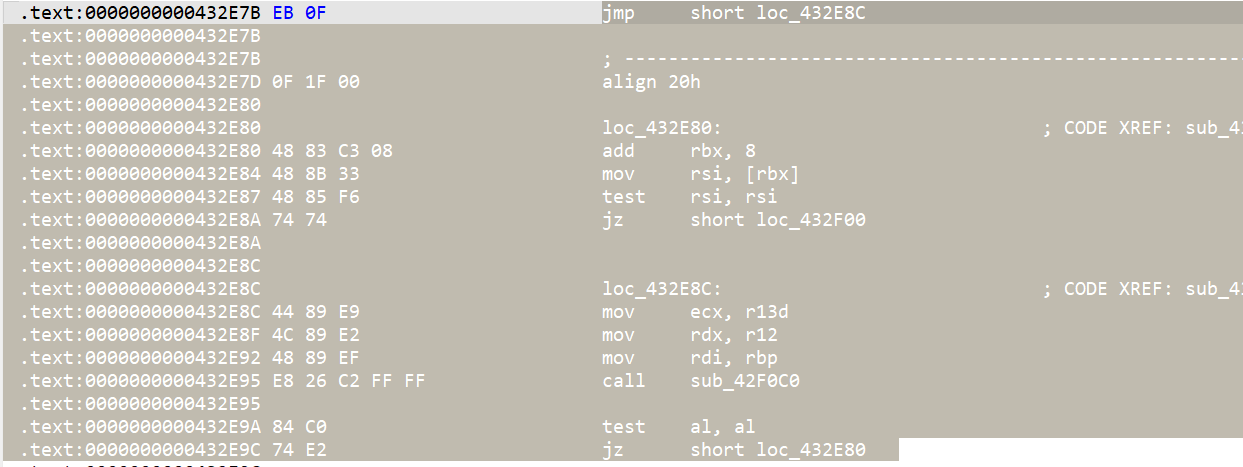 .text:0000000000432E7B EB 0F jmp short loc_432E8C
.text:0000000000432E7B
.text:0000000000432E7B ; ---------------------------------------------------------
.text:0000000000432E7D 0F 1F 00 align 20h
.text:0000000000432E80
.text:0000000000432E80 loc_432E80: ; CODE XREF: sub_42
.text:0000000000432E80 48 83 C3 08 add rbx, 8
.text:0000000000432E84 48 8B 33 mov rsi, [rbx]
.text:0000000000432E87 48 85 F6 test rsi, rsi
.text:0000000000432E8A 74 74 jz short loc_432F00
.text:0000000000432E8A
.text:0000000000432E8C
.text:0000000000432E8C loc_432E8C: ; CODE XREF: sub_42
.text:0000000000432E8C 44 89 E9 mov ecx, r13d
.text:0000000000432E8F 4C 89 E2 mov rdx, r12
.text:0000000000432E92 48 89 EF mov rdi, rbp
.text:0000000000432E95 E8 26 C2 FF FF call sub_42F0C0
.text:0000000000432E95
.text:0000000000432E9A 84 C0 test al, al
.text:0000000000432E9C 74 E2 jz short loc_432E80